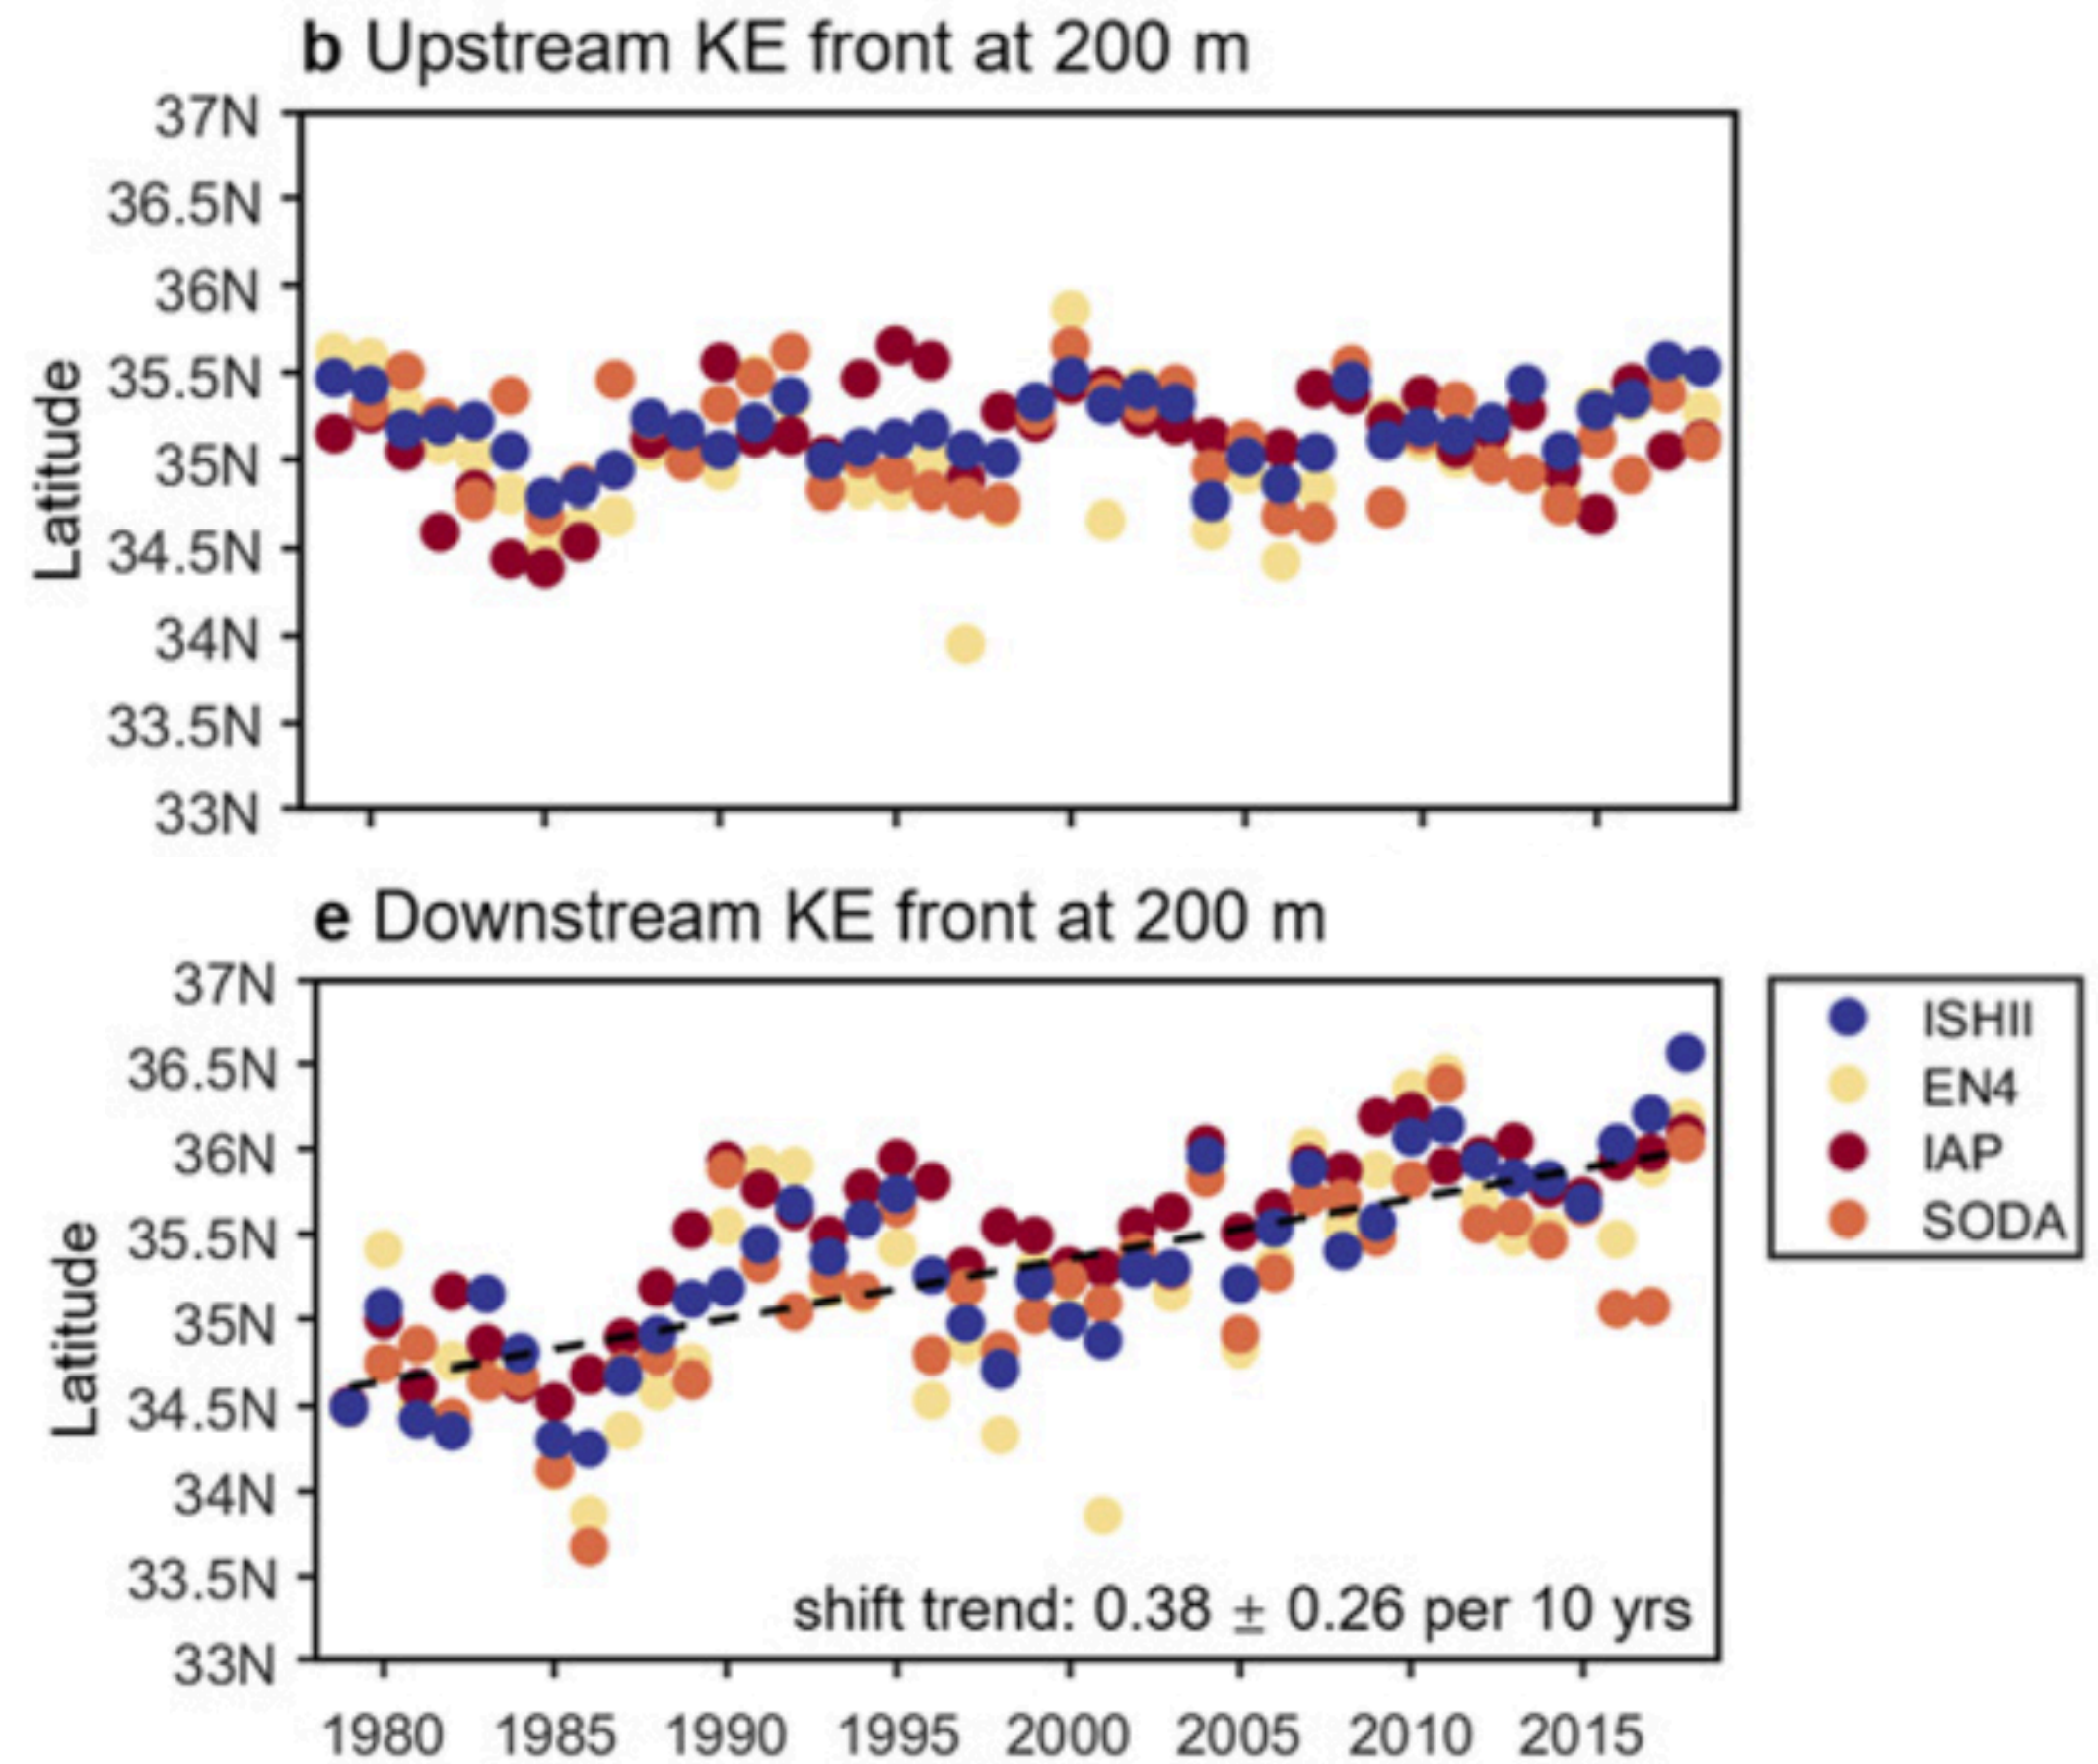 b Upstream KE front at 200 m
37N
36.5N
36N
35.5N
35N
34.5N
34N
33.5N
33N
Latitude
e Downstream KE front at 200 m
37N
36.5N
36N
35.5N
35N
34.5N
34N
33.5N
33N
Latitude
shift trend: 0.38 ± 0.26 per 10 yrs
1980 1985 1990 1995 2000 2005 2010 2015
ISHII
EN4
IAP
SODA